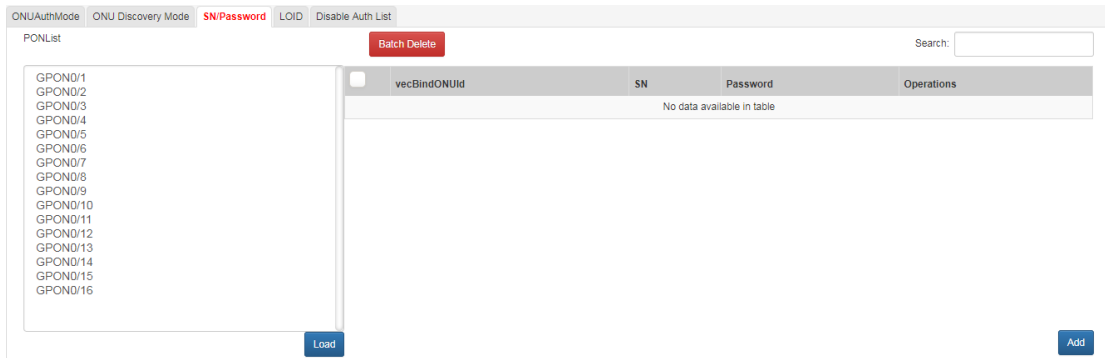 ONUAuthMode ONU Discovery Mode SN/Password LOID Disable Auth List
PONList Batch Delete Search:
vecBindONUId SN Password Operations
No data available in table
GPON0/1
GPON0/2
GPON0/3
GPON0/4
GPON0/5
GPON0/6
GPON0/7
GPON0/8
GPON0/9
GPON0/10
GPON0/11
GPON0/12
GPON0/13
GPON0/14
GPON0/15
GPON0/16
Load Add